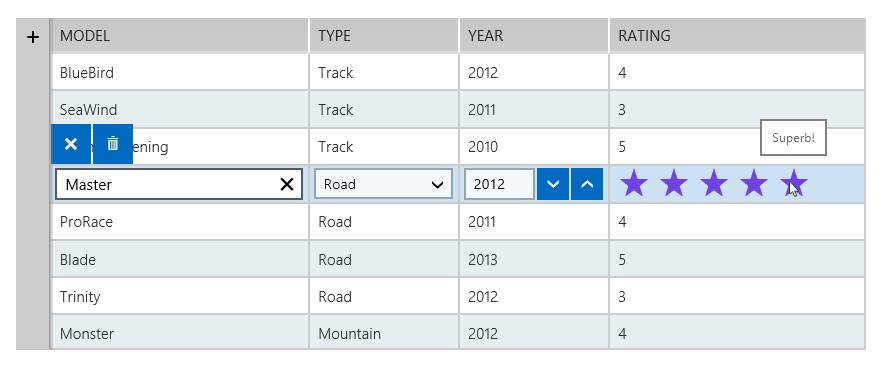 + MODEL TYPE YEAR RATING
BlueBird Track 2012 4
SeaWind Track 2011 3
Superb!
ening Track 2010 5
Master Road 2012
ProRace Road 2011 4
Blade Road 2013 5
Trinity Road 2012 3
Monster Mountain 2012 4